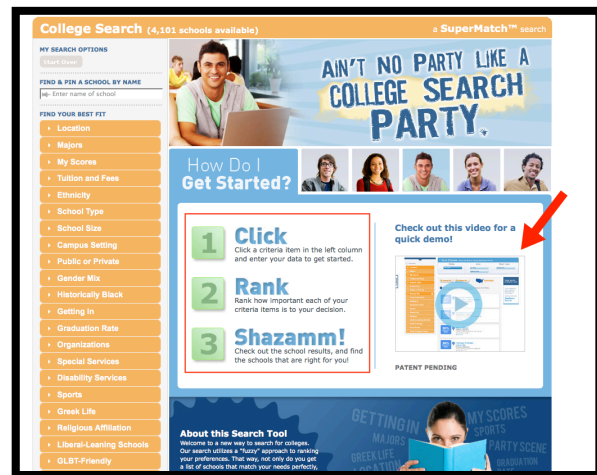 College Search (4,101 schools available)
a SuperMatch™ search
MY SEARCH OPTIONS
Start Over
FIND & PIN A SCHOOL BY NAME
Enter name of school
FIND YOUR BEST FIT
Location
Majors
My Scores
Tuition and Fees
Ethnicity
School Type
School Size
Campus Setting
Public or Private
Gender Mix
Historically Black
Getting In
Graduation Rate
Organizations
Special Services
Disability Services
Sports
Greek Life
Religious Affiliation
Liberal-Leaning Schools
GLBT-Friendly
AIN'T NO PARTY LIKE A
COLLEGE SEARCH
PARTY.
How Do I
Get Started?
1
Click
Click a criteria item in the left column
and enter your data to get started.
2
Rank
Rank how important each of your
criteria items is to your decision.
3
Shazamm!
Check out the school results, and find
the schools that are right for you!
Check out this video for a
quick demo!
PATENT PENDING
About this Search Tool
Welcome to a new way to search for colleges.
Our search utilizes a "fuzzy" approach to ranking
your preferences. That way, not only do you get
a list of schools that match your needs perfectly,
GETTING IN
MAJORS
GREEK LIFE
LOCATION
MY SCORES
SPORTS
PARTY SCENE
GRADUATION